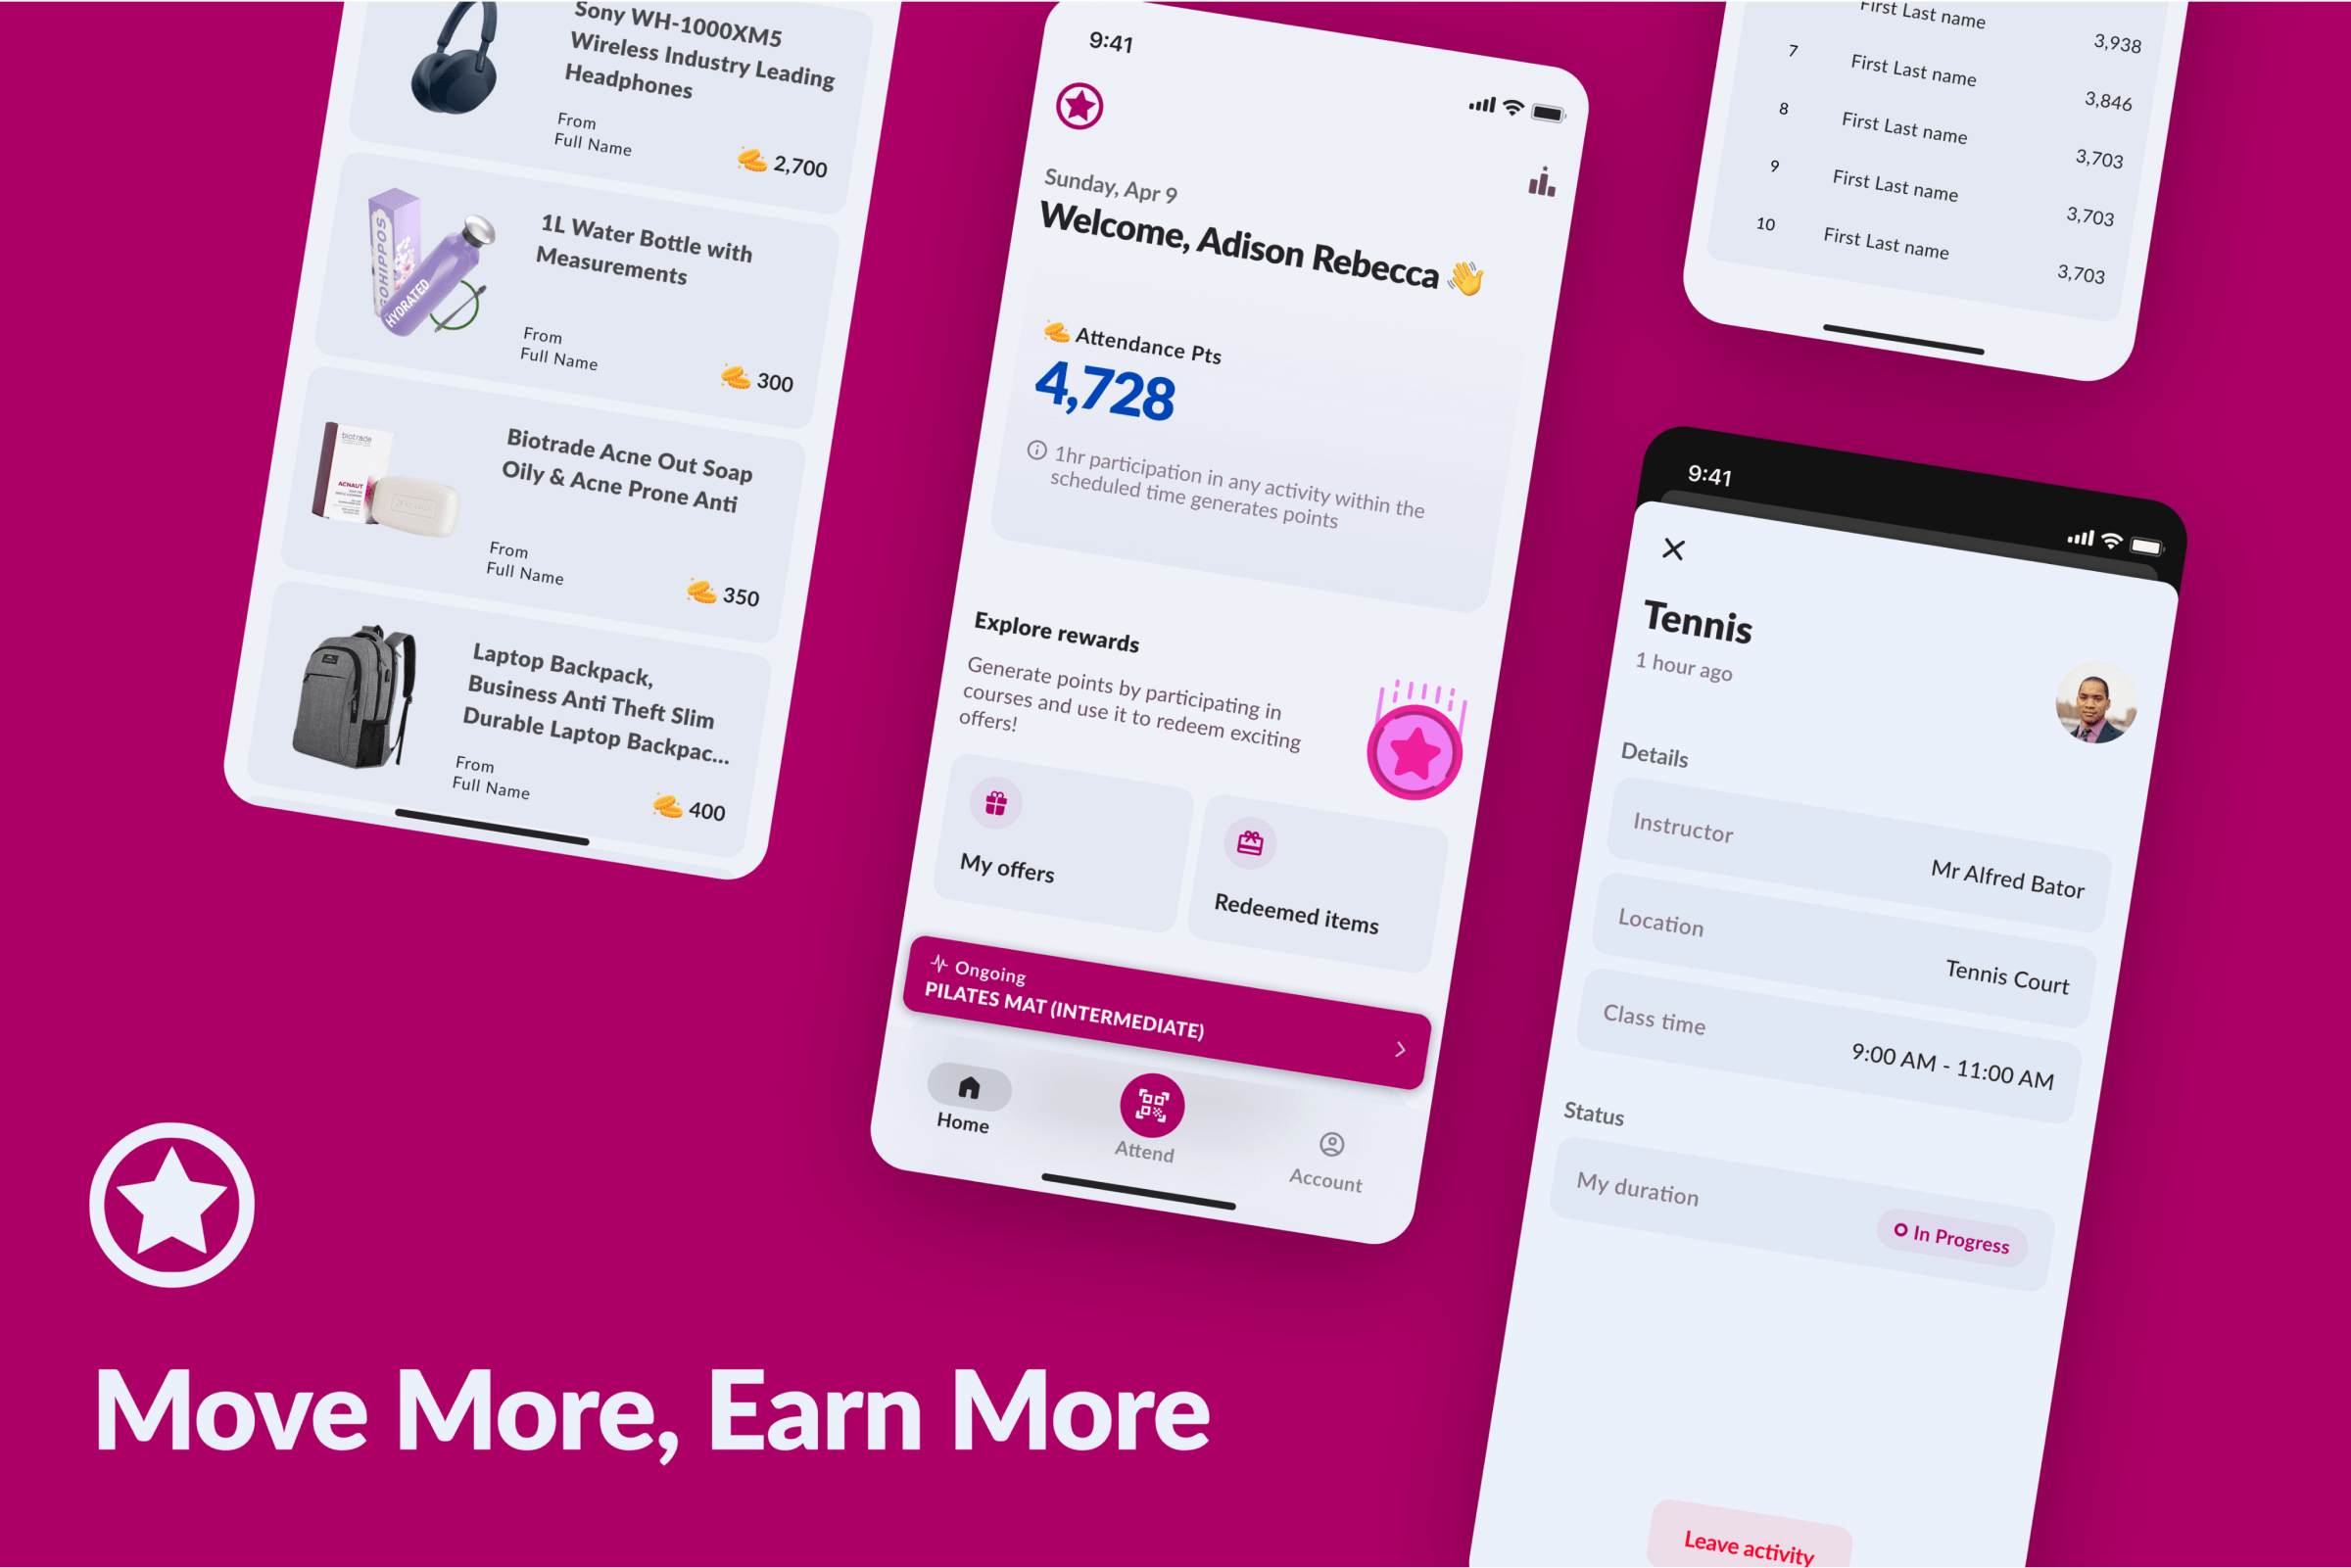 Sony WH-1000XM5
Wireless Industry Leading
Headphones
From
Full Name
2,700
GOHIPPOS
HYDRATED
1L Water Bottle with
Measurements
From
Full Name
300
biotrade
ACNAUT
Biotrade Acne Out Soap
Oily & Acne Prone Anti
From
Full Name
350
Laptop Backpack,
Business Anti Theft Slim
Durable Laptop Backpac...
From
Full Name
400
9:41
Sunday, Apr 9
Welcome, Adison Rebecca 👋
Attendance Pts
4,728
1hr participation in any activity within the
scheduled time generates points
Explore rewards
Generate points by participating in
courses and use it to redeem exciting
offers!
My offers
Redeemed items
Ongoing
PILATES MAT (INTERMEDIATE)
Home
Attend
Account
First Last name
3,938
7 First Last name 3,846
8 First Last name 3,703
9 First Last name 3,703
10 First Last name 3,703
9:41
Tennis
1 hour ago
Details
Instructor
Mr Alfred Bator
Location
Tennis Court
Class time
9:00 AM - 11:00 AM
Status
My duration
In Progress
Leave activity
Move More, Earn More